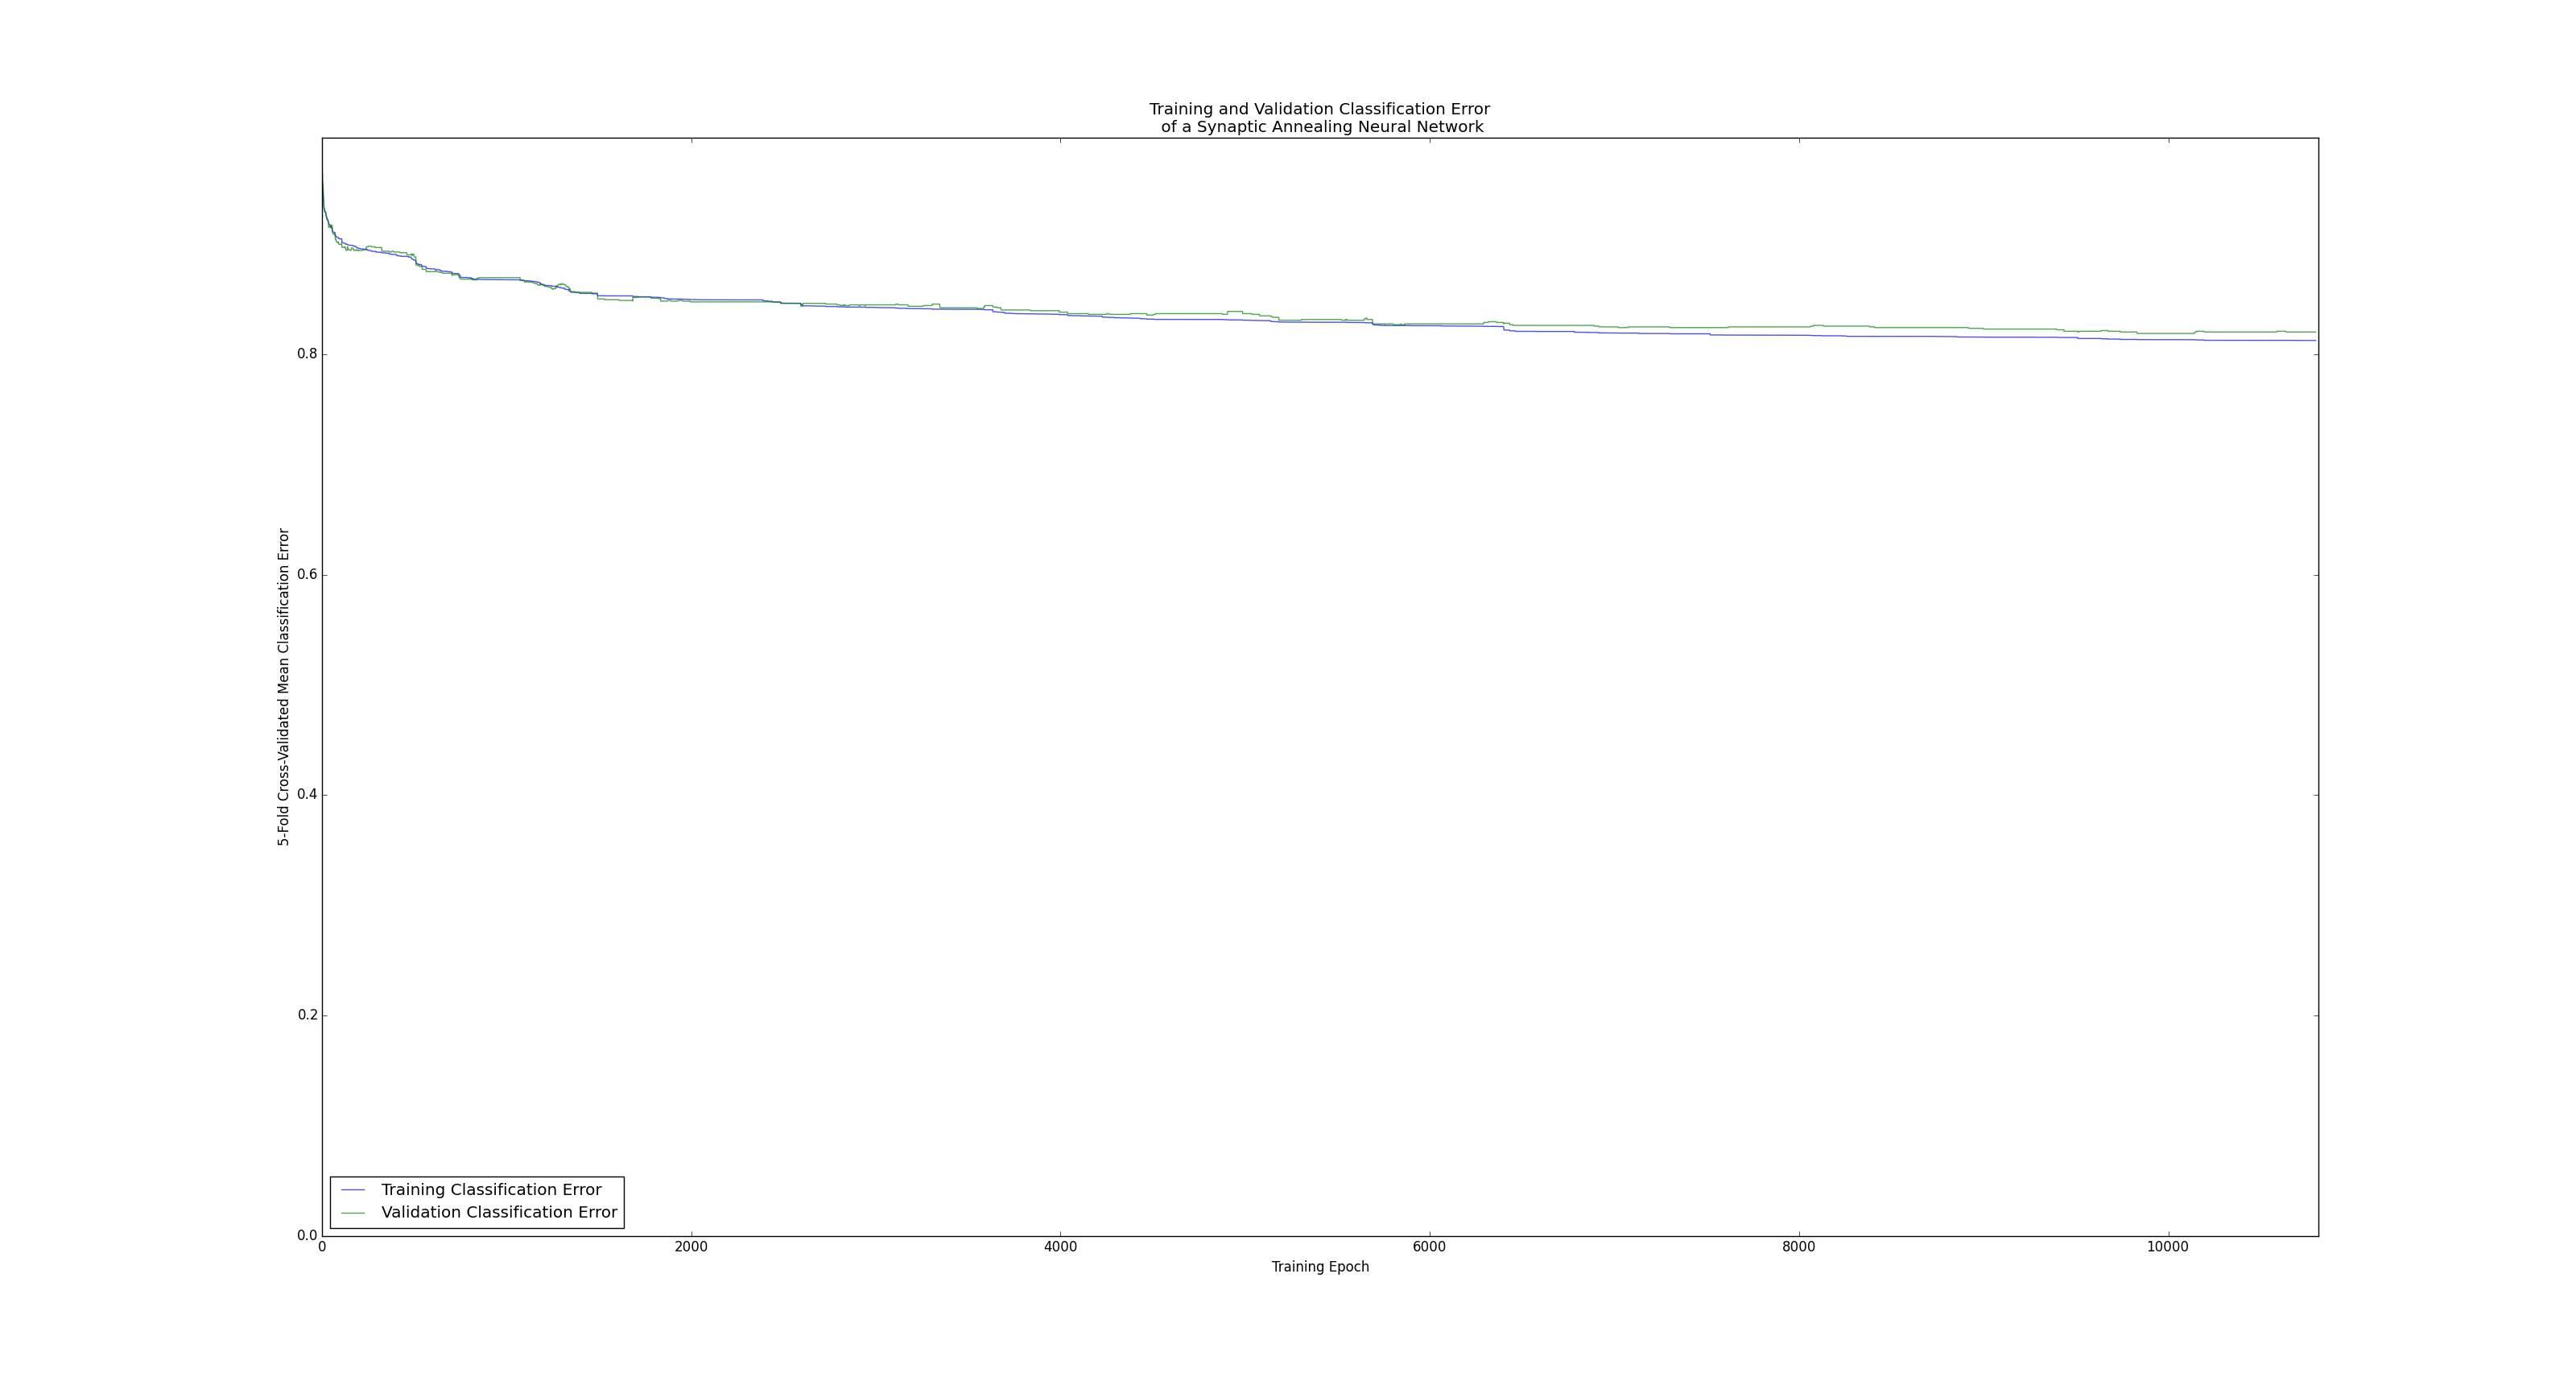 Training and Validation Classification Error
of a Synaptic Annealing Neural Network
5-Fold Cross-Validated Mean Classification Error
0.8
0.6
0.4
0.2
0.0
Training Classification Error
Validation Classification Error
0 2000 4000 6000 8000 10000
Training Epoch